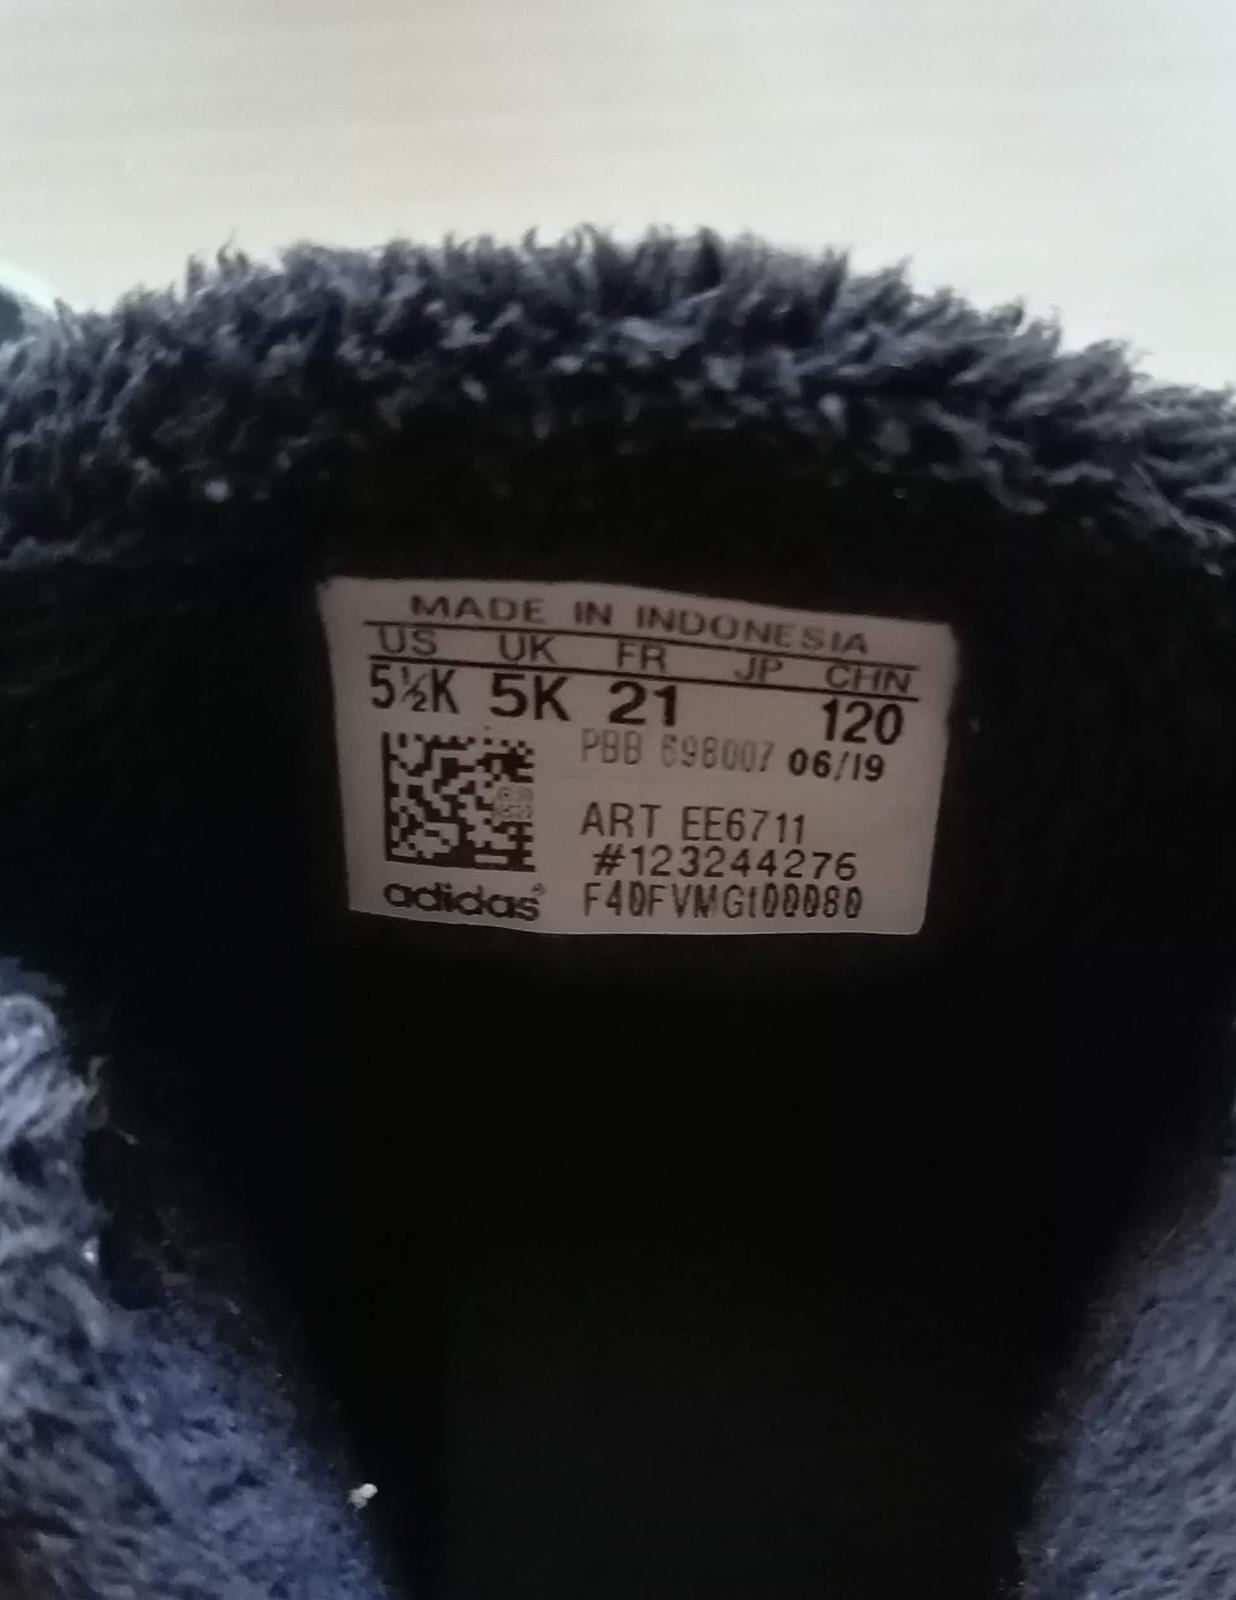 MADE IN INDONESIA
US UK FR JP CHN
5½K 5K 21 120
PBB 698007 06/19
ART EE6711
#123244276
adidas® F40FVMGt00080